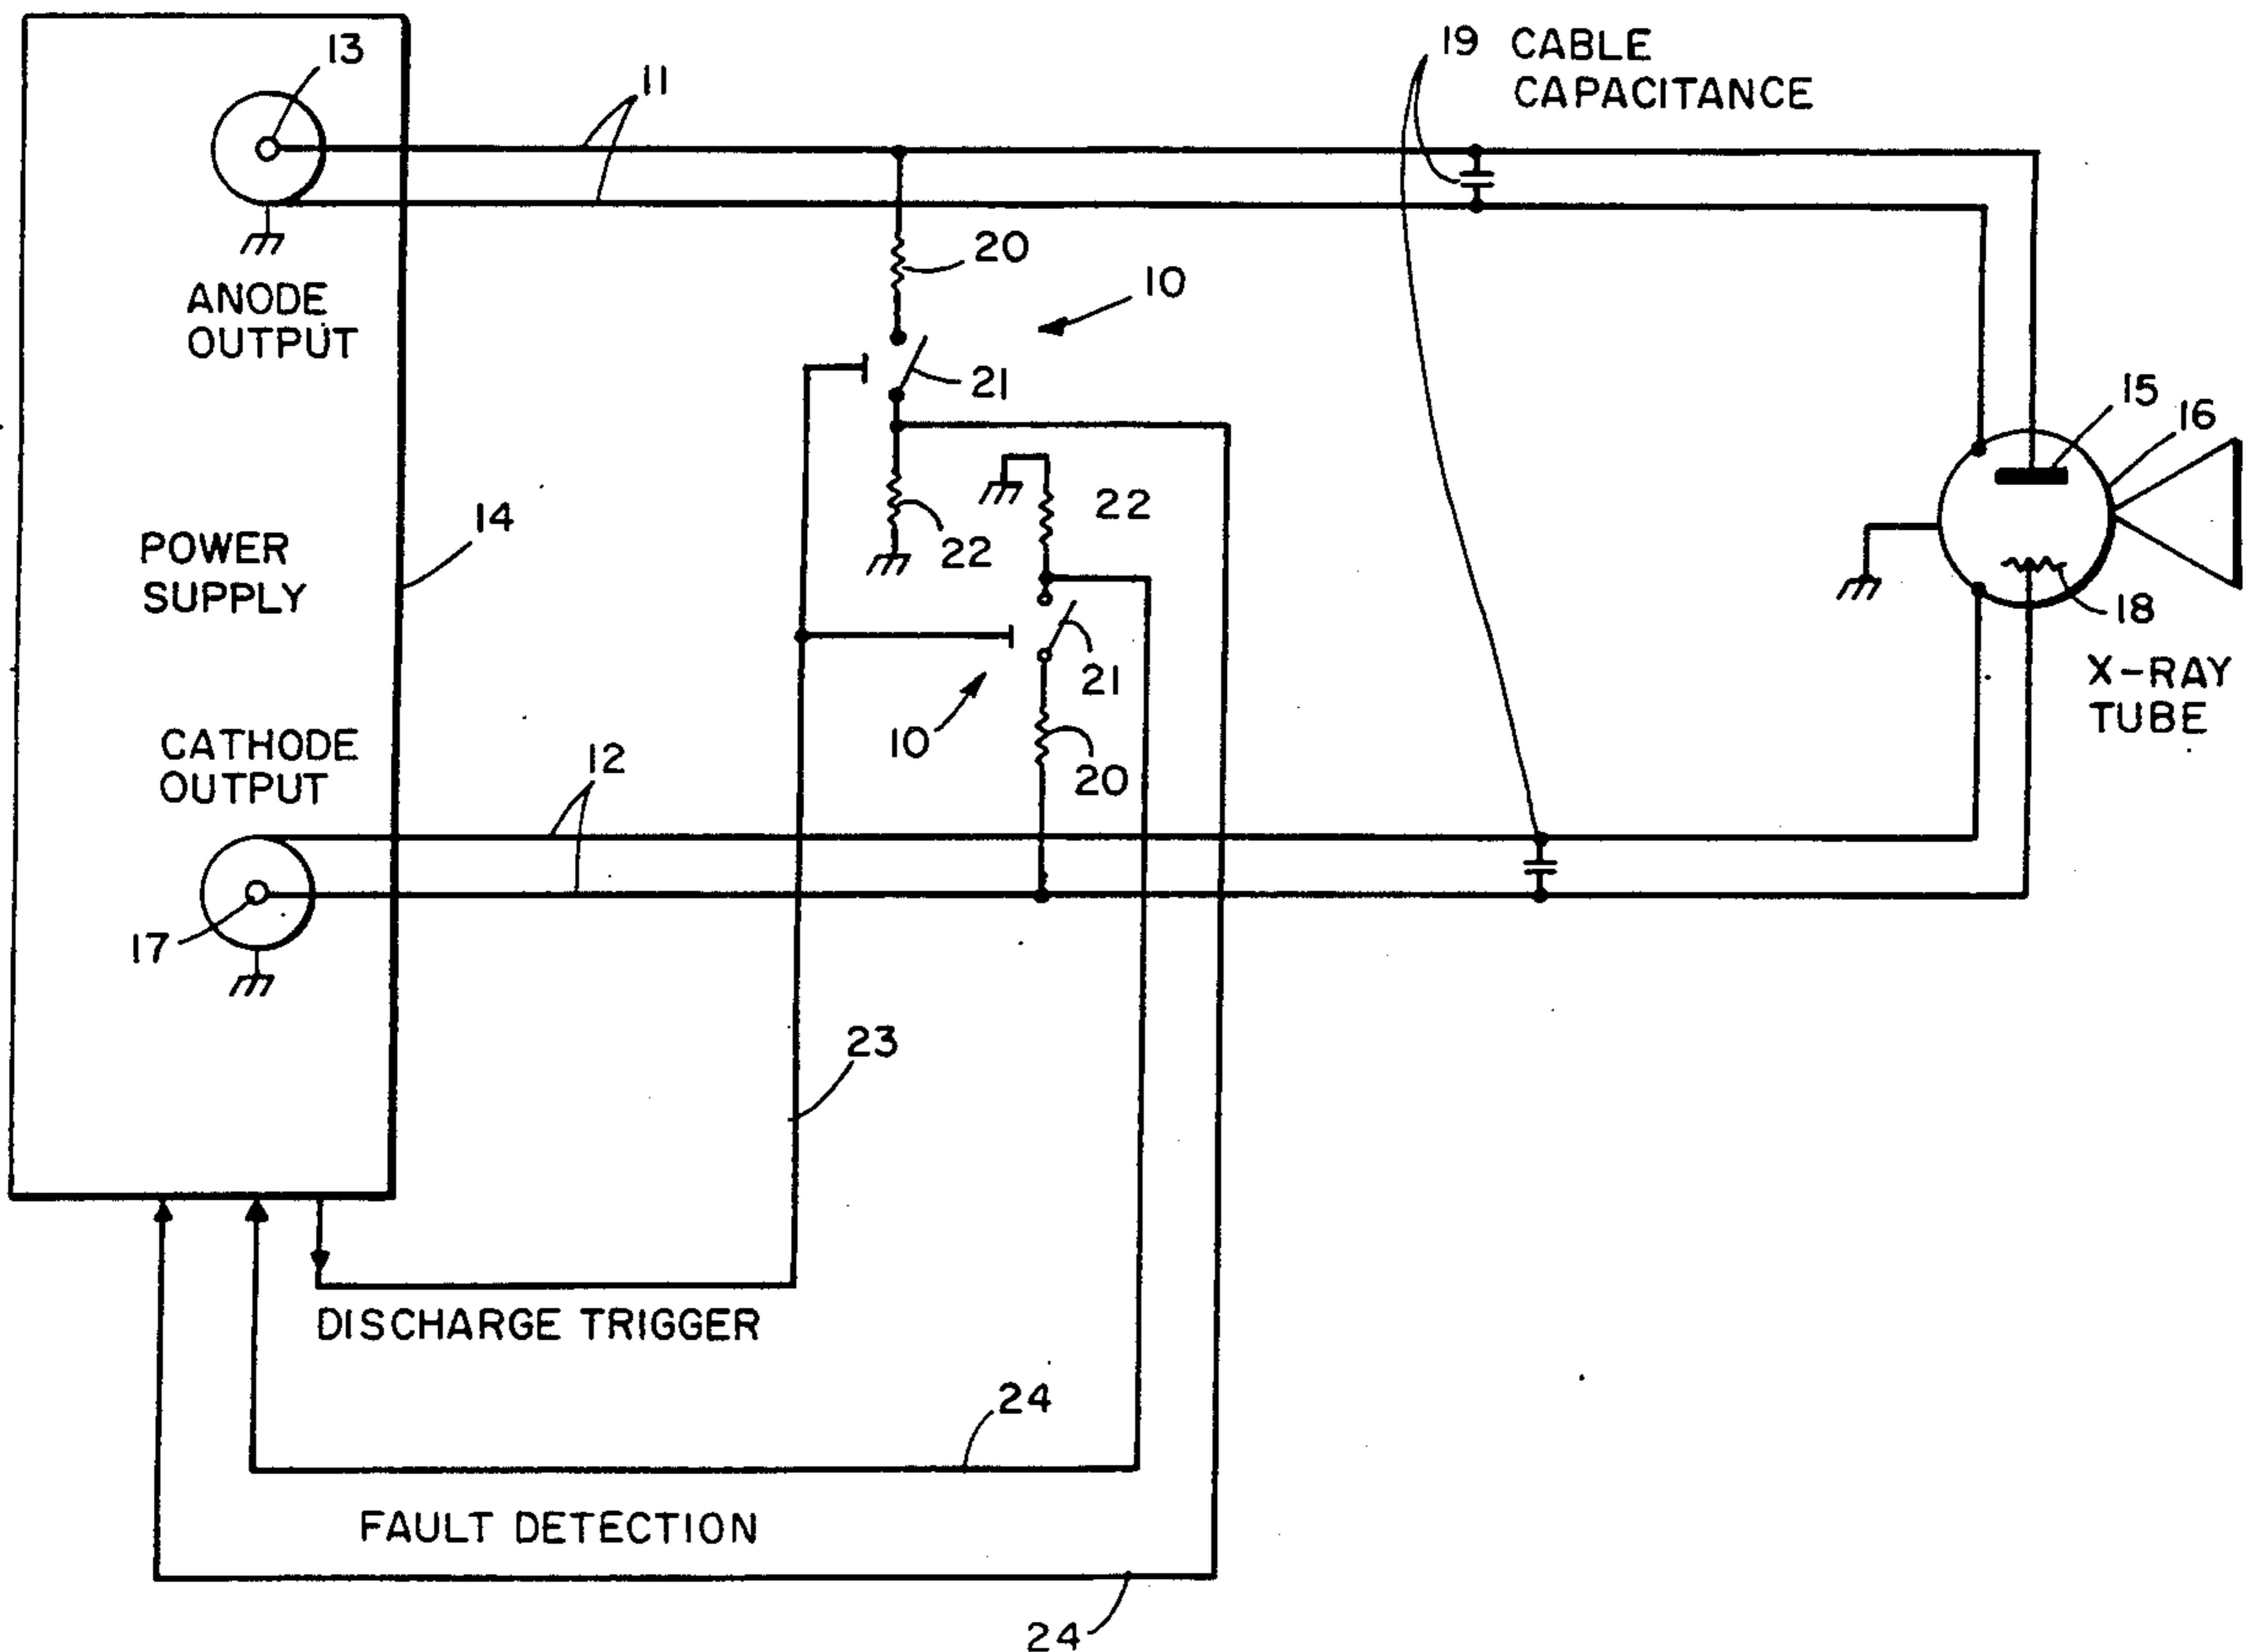 13
11
19 CABLE
CAPACITANCE
20
10
ANODE
OUTPUT
21
15
16
14
22
22
POWER
SUPPLY
18
21
X-RAY
TUBE
10
CATHODE
OUTPUT
12
20
17
23
DISCHARGE TRIGGER
24
FAULT DETECTION
24